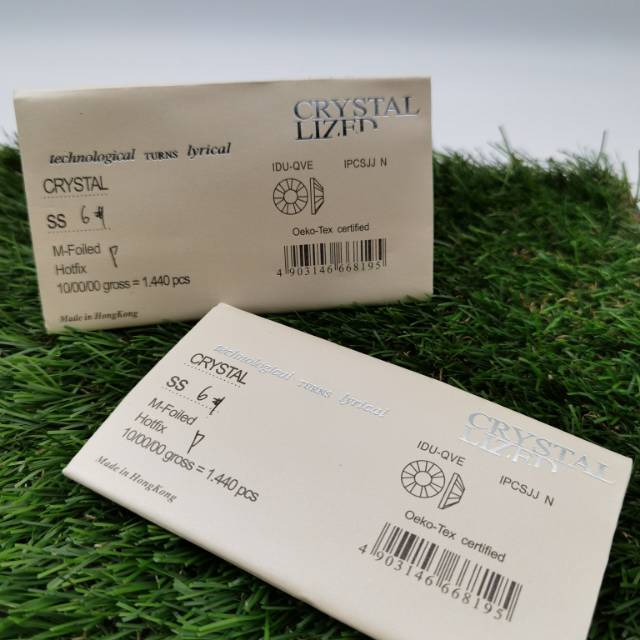 CRYSTAL
LIZED
technological TURNS lyrical
CRYSTAL
IDU-QVE IPCSJJ N
SS 6#
Oeko-Tex certified
M-Foiled
Hotfix
10/00/00 gross = 1.440 pcs
4 903146 668195
Made in HongKong
technological TURNS lyrical
CRYSTAL
SS 6#
M-Foiled
Hotfix
10/00/00 gross = 1.440 pcs
Made in HongKong
CRYSTAL
LIZED
IDU-QVE IPCSJJ N
Oeko-Tex certified
4 903146 668195